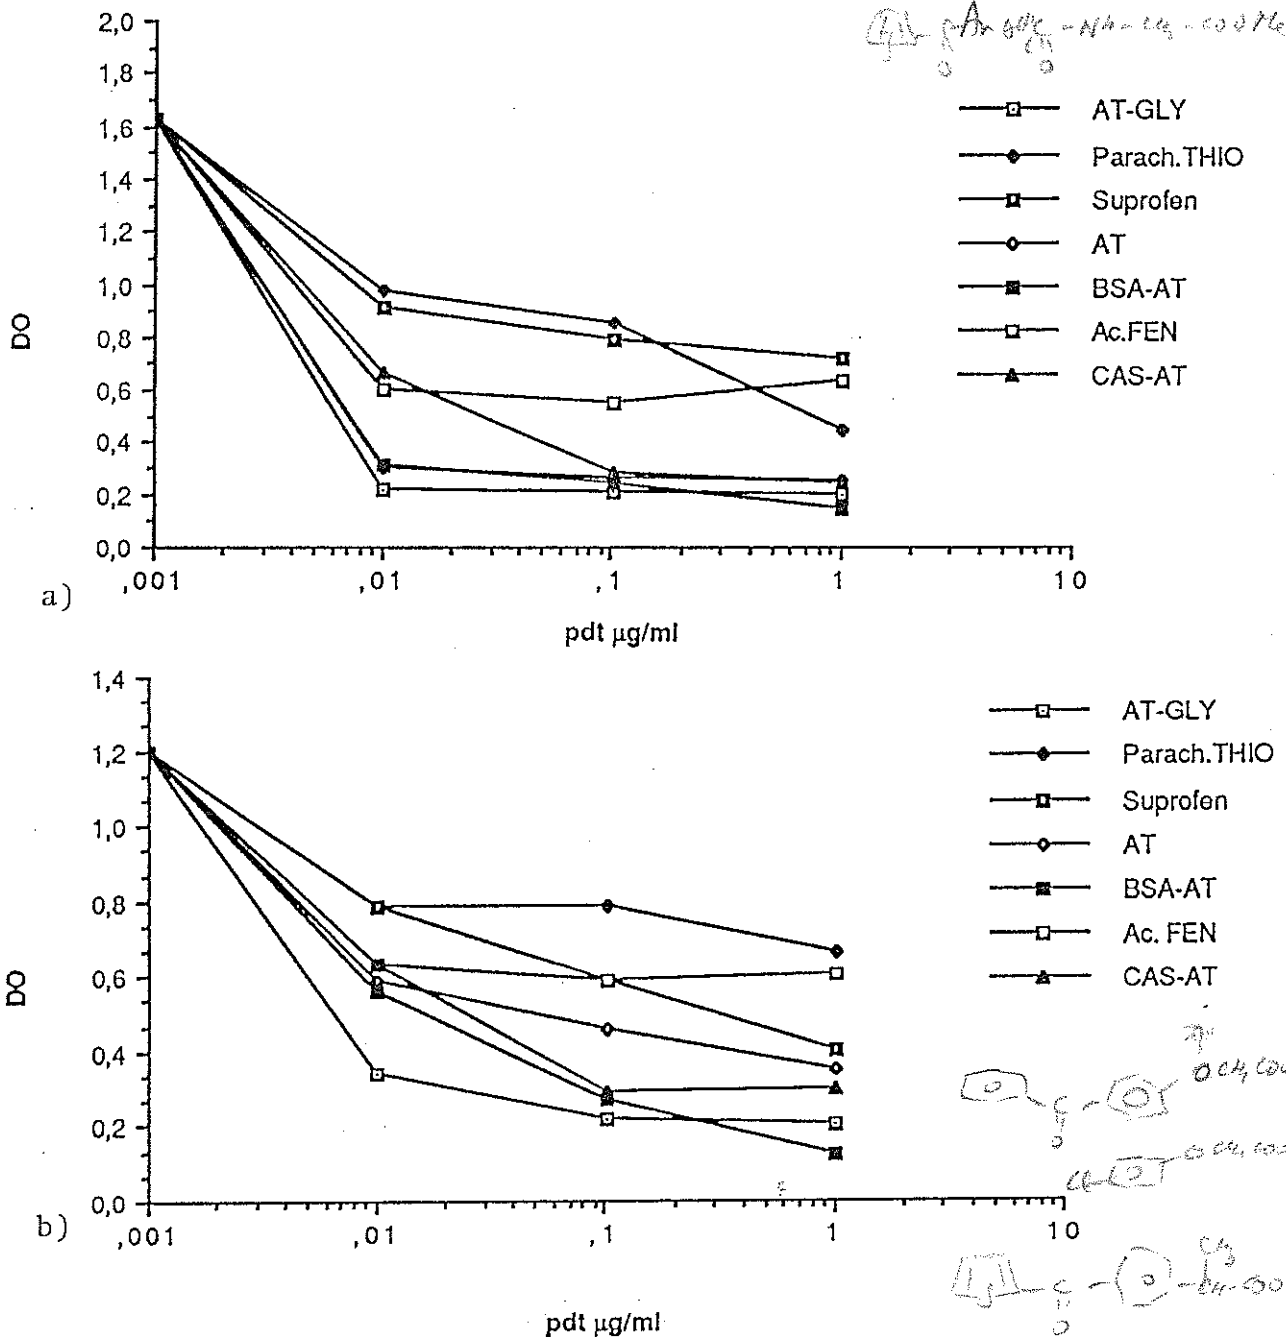 2,0
1,8
1,6
1,4
1,2
1,0
0,8
0,6
0,4
0,2
0,0
DO
,001 ,01 ,1 1 10
a)
pdt µg/ml
AT-GLY
Parach.THIO
Suprofen
AT
BSA-AT
Ac.FEN
CAS-AT
1,4
1,2
1,0
0,8
0,6
0,4
0,2
0,0
DO
,001 ,01 ,1 1 10
b)
pdt µg/ml
AT-GLY
Parach.THIO
Suprofen
AT
BSA-AT
Ac. FEN
CAS-AT